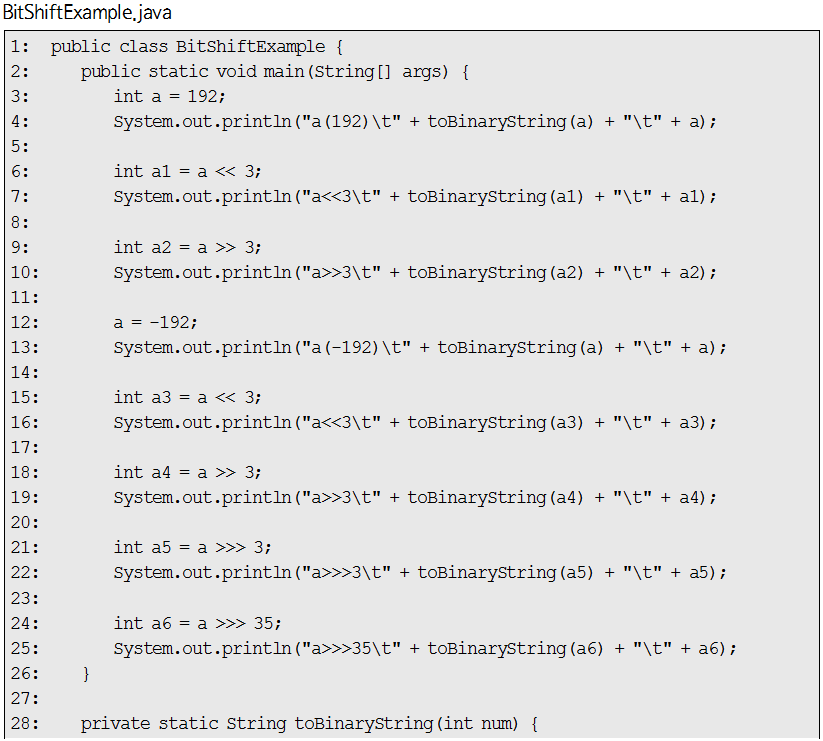 BitShiftExample.java
1: public class BitShiftExample {
2: public static void main(String[] args) {
3: int a = 192;
4: System.out.println("a(192)\t" + toBinaryString(a) + "\t" + a);
5:
6: int a1 = a << 3;
7: System.out.println("a<<3\t" + toBinaryString(a1) + "\t" + a1);
8:
9: int a2 = a >> 3;
10: System.out.println("a>>3\t" + toBinaryString(a2) + "\t" + a2);
11:
12: a = -192;
13: System.out.println("a(-192)\t" + toBinaryString(a) + "\t" + a);
14:
15: int a3 = a << 3;
16: System.out.println("a<<3\t" + toBinaryString(a3) + "\t" + a3);
17:
18: int a4 = a >> 3;
19: System.out.println("a>>3\t" + toBinaryString(a4) + "\t" + a4);
20:
21: int a5 = a >>> 3;
22: System.out.println("a>>>3\t" + toBinaryString(a5) + "\t" + a5);
23:
24: int a6 = a >>> 35;
25: System.out.println("a>>>35\t" + toBinaryString(a6) + "\t" + a6);
26: }
27:
28: private static String toBinaryString(int num) {